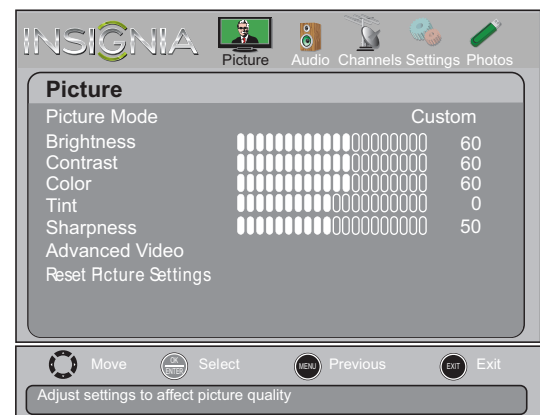 INSIGNIA
Picture Audio Channels Settings Photos
Picture
Picture Mode Custom
Brightness 60
Contrast 60
Color 60
Tint 0
Sharpness 50
Advanced Video
Reset Picture Settings
Move OK ENTER Select MENU Previous EXIT Exit
Adjust settings to affect picture quality